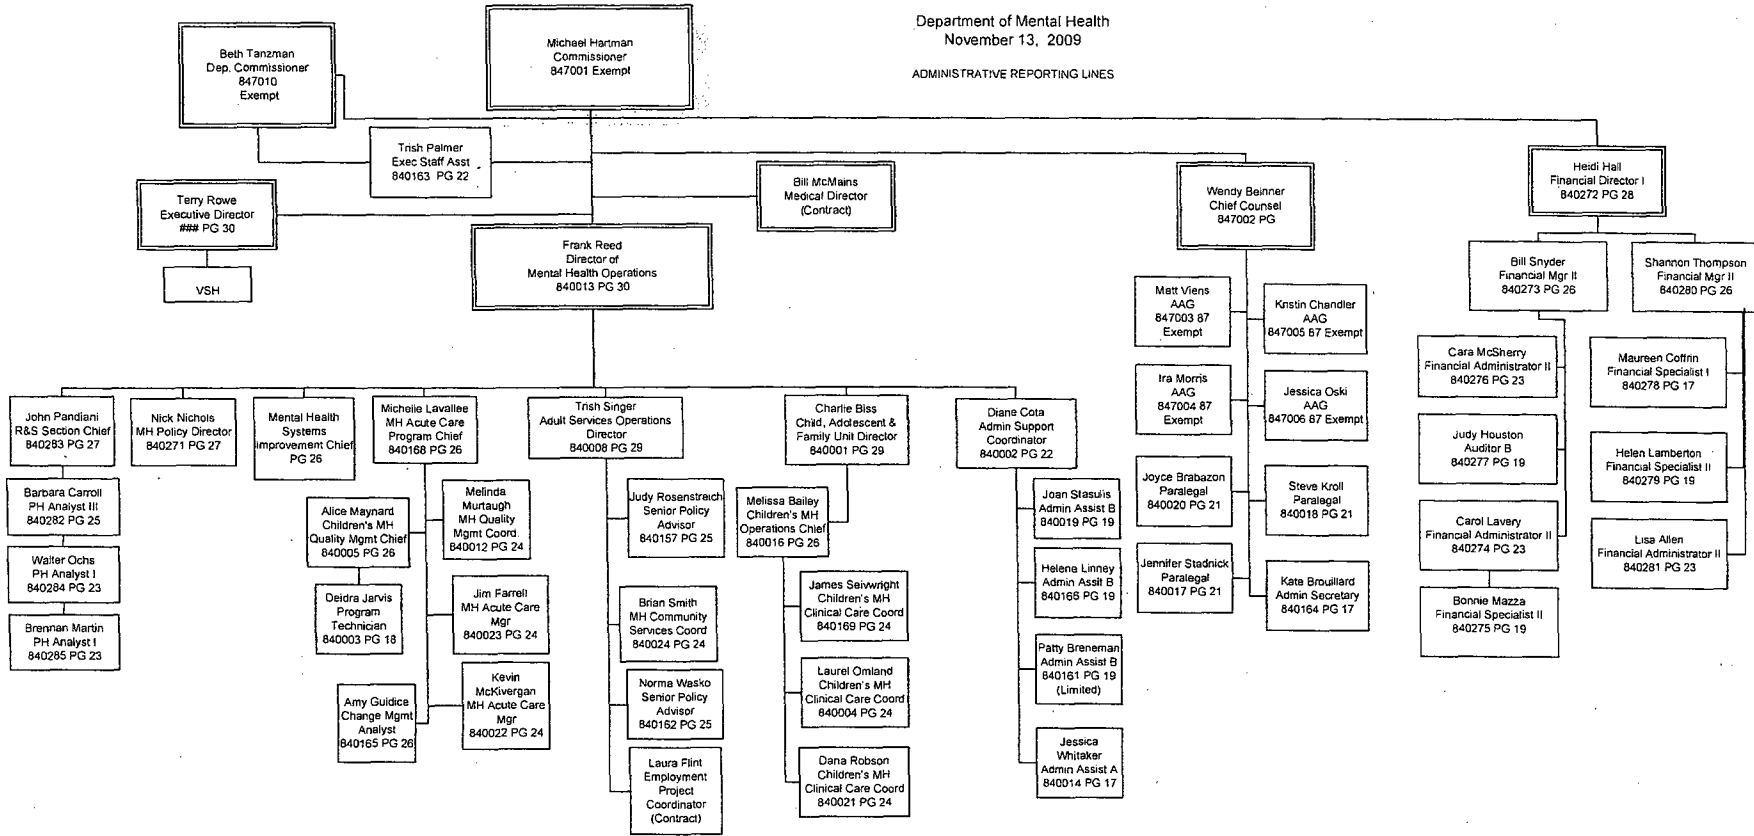 Department of Mental Health
November 13, 2009
ADMINISTRATIVE REPORTING LINES
Beth Tanzman
Dep. Commissioner
847010
Exempt
Michael Hartman
Commissioner
847001 Exempt
Trish Palmer
Exec Staff Asst
840163 PG 22
Terry Rowe
Executive Director
### PG 30
VSH
Bill McMains
Medical Director
(Contract)
Wendy Beinner
Chief Counsel
847002 PG
Heidi Hall
Financial Director I
840272 PG 28
Frank Reed
Director of
Mental Health Operations
840013 PG 30
Bill Snyder
Financial Mgr II
840273 PG 26
Shannon Thompson
Financial Mgr II
840280 PG 26
Matt Viens
AAG
847003 87
Exempt
Kristin Chandler
AAG
847005 87 Exempt
Ira Morris
AAG
847004 87
Exempt
Jessica Oski
AAG
847006 87 Exempt
Joyce Brabazon
Paralegal
840020 PG 21
Steve Kroll
Paralegal
840018 PG 21
Jennifer Stadnick
Paralegal
840017 PG 21
Kate Brouillard
Admin Secretary
840164 PG 17
Cara McSherry
Financial Administrator II
840276 PG 23
Judy Houston
Auditor B
840277 PG 19
Carol Lavery
Financial Administrator II
840274 PG 23
Bonnie Mazza
Financial Specialist II
840275 PG 19
Maureen Coffrin
Financial Specialist I
840278 PG 17
Helen Lamberton
Financial Specialist II
840279 PG 19
Lisa Allen
Financial Administrator II
840281 PG 23
John Pandiani
R&S Section Chief
840283 PG 27
Barbara Carroll
PH Analyst III
840282 PG 25
Walter Ochs
PH Analyst I
840284 PG 23
Brennan Martin
PH Analyst I
840285 PG 23
Nick Nichols
MH Policy Director
840271 PG 27
Mental Health
Systems
Improvement Chief
PG 26
Michelle Lavallee
MH Acute Care
Program Chief
840168 PG 26
Alice Maynard
Children's MH
Quality Mgmt Chief
840005 PG 26
Deidra Jarvis
Program
Technician
840003 PG 18
Amy Guidice
Change Mgmt
Analyst
840165 PG 26
Melinda
Murtaugh
MH Quality
Mgmt Coord.
840012 PG 24
Jim Farrell
MH Acute Care
Mgr
840023 PG 24
Kevin
McKivergan
MH Acute Care
Mgr
840022 PG 24
Trish Singer
Adult Services Operations
Director
840008 PG 29
Judy Rosenstreich
Senior Policy
Advisor
840157 PG 25
Brian Smith
MH Community
Services Coord
840024 PG 24
Norma Wasko
Senior Policy
Advisor
840162 PG 25
Laura Flint
Employment
Project
Coordinator
(Contract)
Charlie Biss
Child, Adolescent &
Family Unit Director
840001 PG 29
Melissa Bailey
Children's MH
Operations Chief
840016 PG 26
James Seivwright
Children's MH
Clinical Care Coord
840169 PG 24
Laurel Omland
Children's MH
Clinical Care Coord
840004 PG 24
Dana Robson
Children's MH
Clinical Care Coord
840021 PG 24
Diane Cota
Admin Support
Coordinator
840002 PG 22
Joan Stasulis
Admin Assist B
840019 PG 19
Helene Linney
Admin Assit B
840166 PG 19
Patty Breneman
Admin Assist B
840161 PG 19
(Limited)
Jessica
Whitaker
Admin Assist A
840014 PG 17